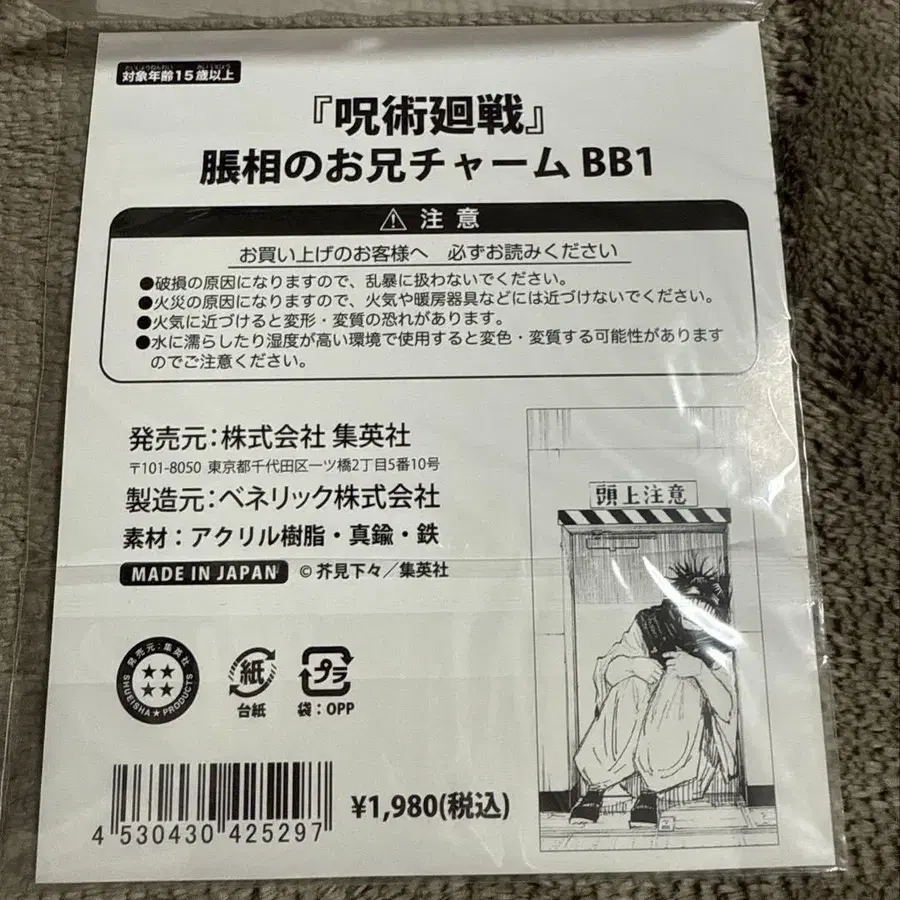 対象年齢15歳以上
『呪術廻戦』
脹相のお兄チャーム BB1
注意
お買い上げのお客様へ 必ずお読みください
●破損の原因になりますので、乱暴に扱わないでください。
●火災の原因になりますので、火気や暖房器具などには近づけないでください。
●火気に近づけると変形・変質の恐れがあります。
●水に濡らしたり湿度が高い環境で使用すると変色・変質する可能性があります
のでご注意ください。
発売元:株式会社 集英社
〒101-8050 東京都千代田区一ツ橋2丁目5番10号
製造元:ベネリック株式会社
素材:アクリル樹脂・真鍮・鉄
MADE IN JAPAN ©芥見下々/集英社
頭上注意
発売元:集英社
SHUEISHA★PRODUCTS
紙
台紙
プラ
袋:OPP
4 530430 425297
¥1,980(税込)